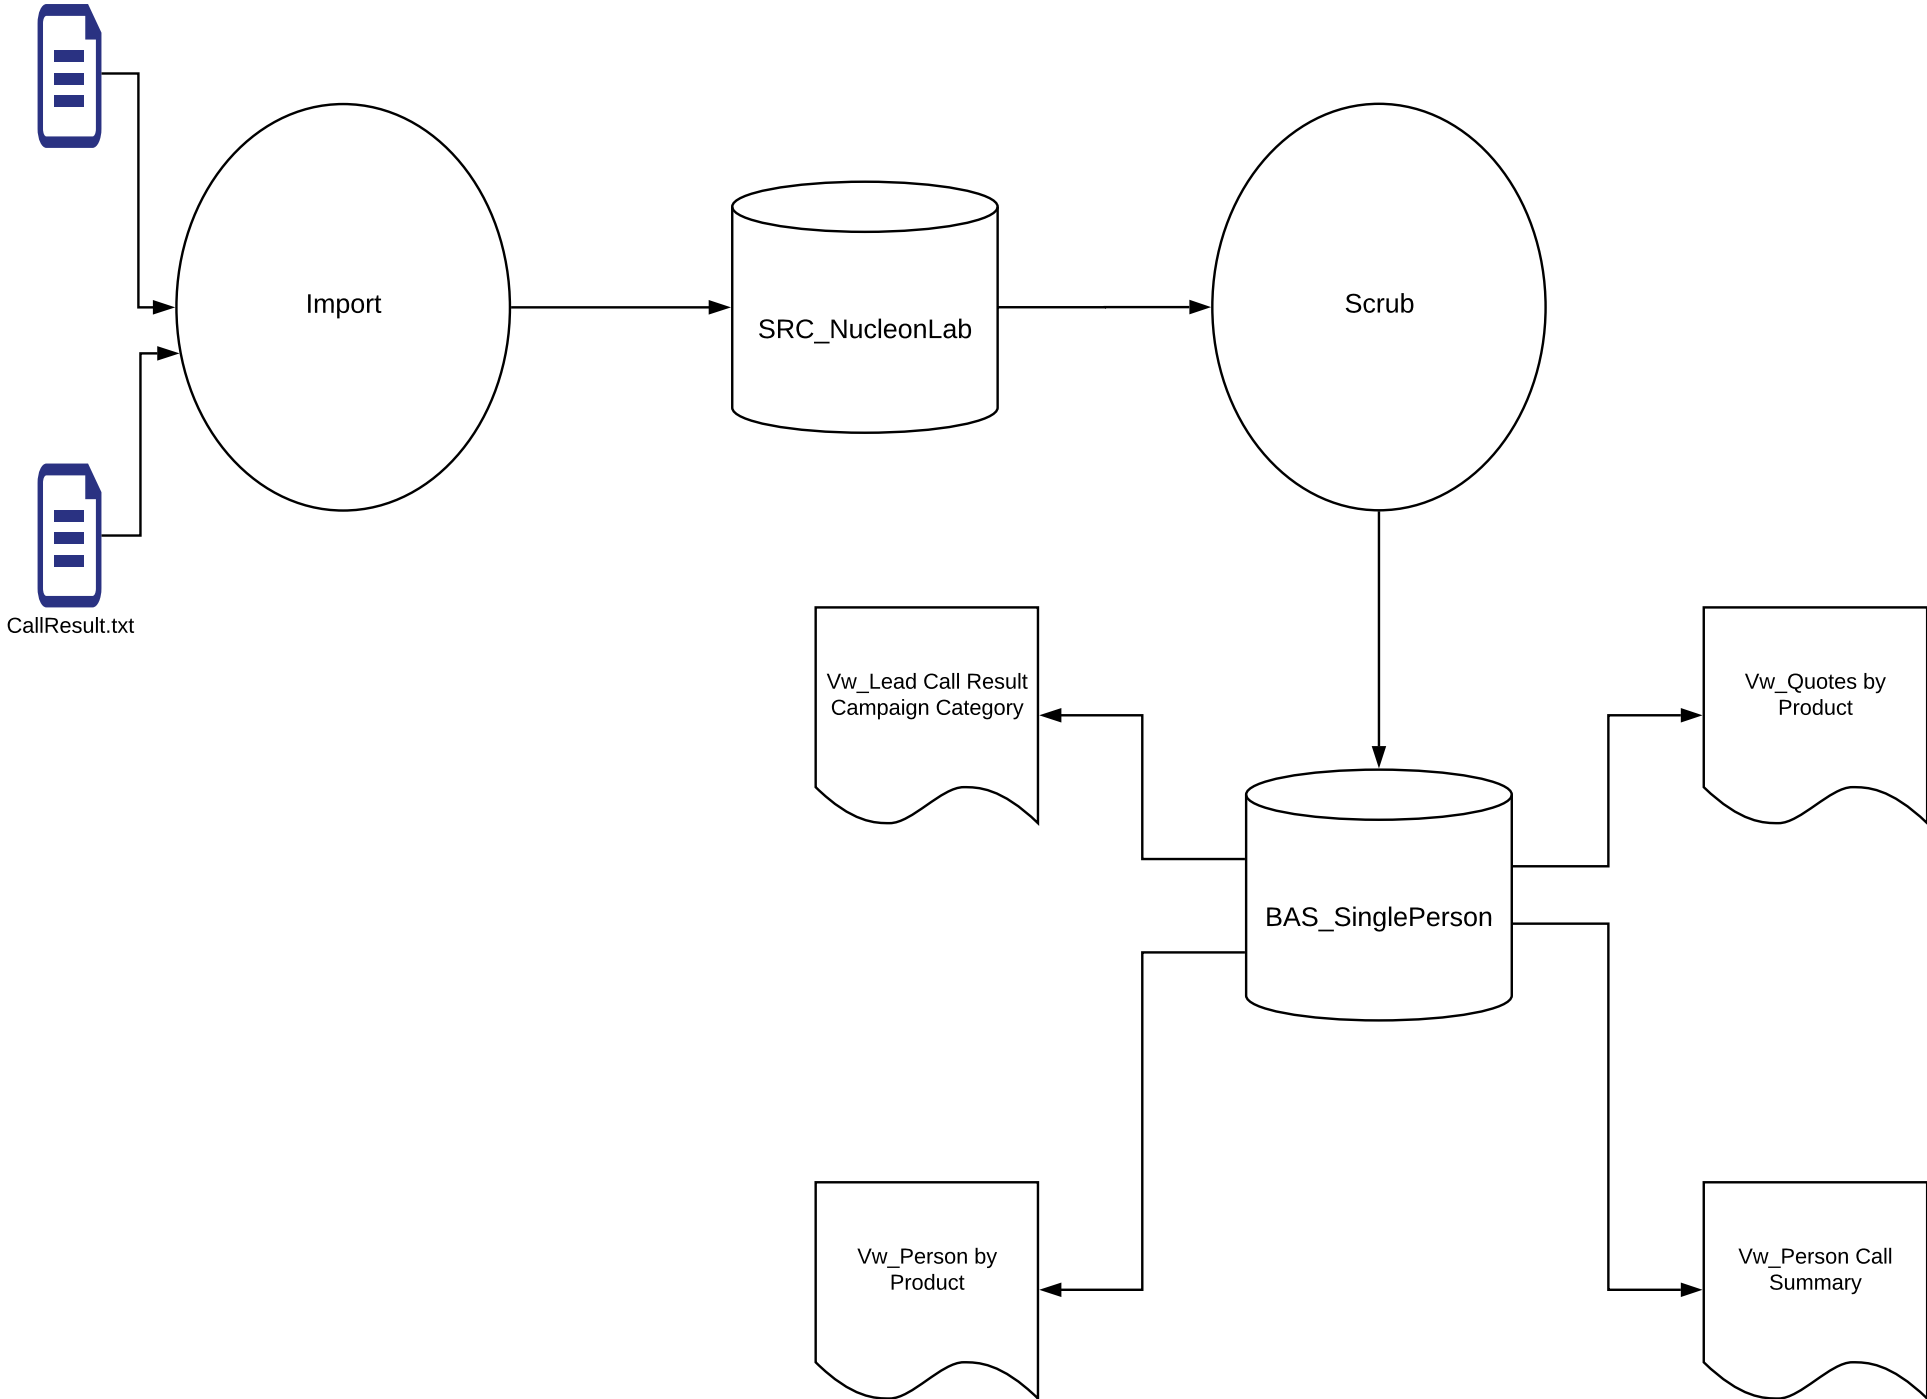 Import
SRC_NucleonLab
Scrub
CallResult.txt
Vw_Lead Call Result
Campaign Category
Vw_Quotes by
Product
BAS_SinglePerson
Vw_Person by
Product
Vw_Person Call
Summary